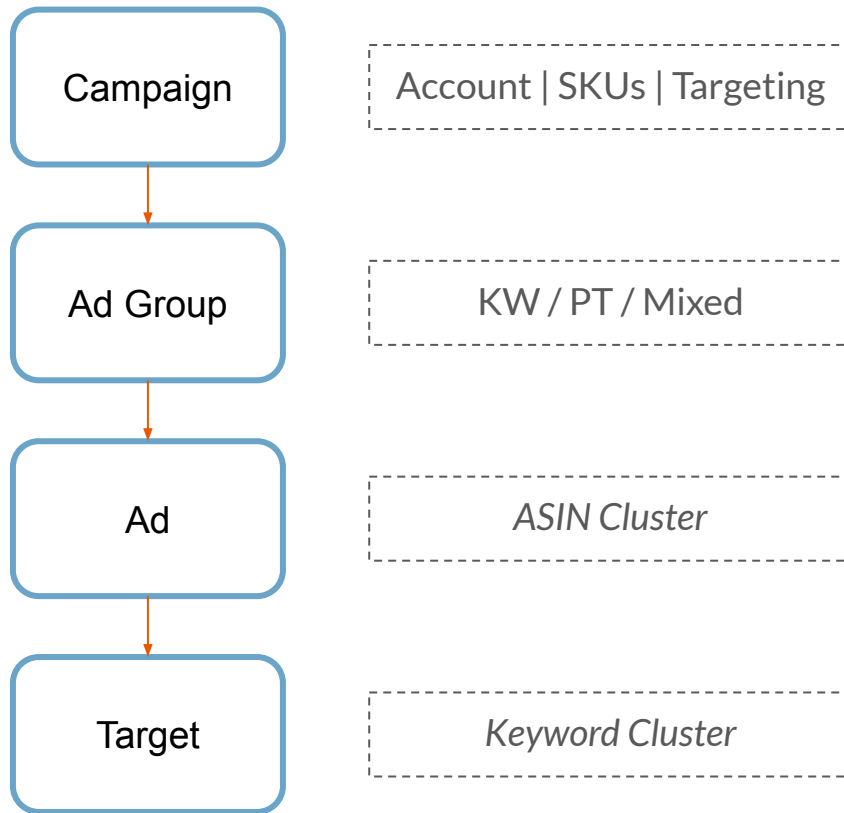 Campaign
Account | SKUs | Targeting
Ad Group
KW / PT / Mixed
Ad
ASIN Cluster
Target
Keyword Cluster